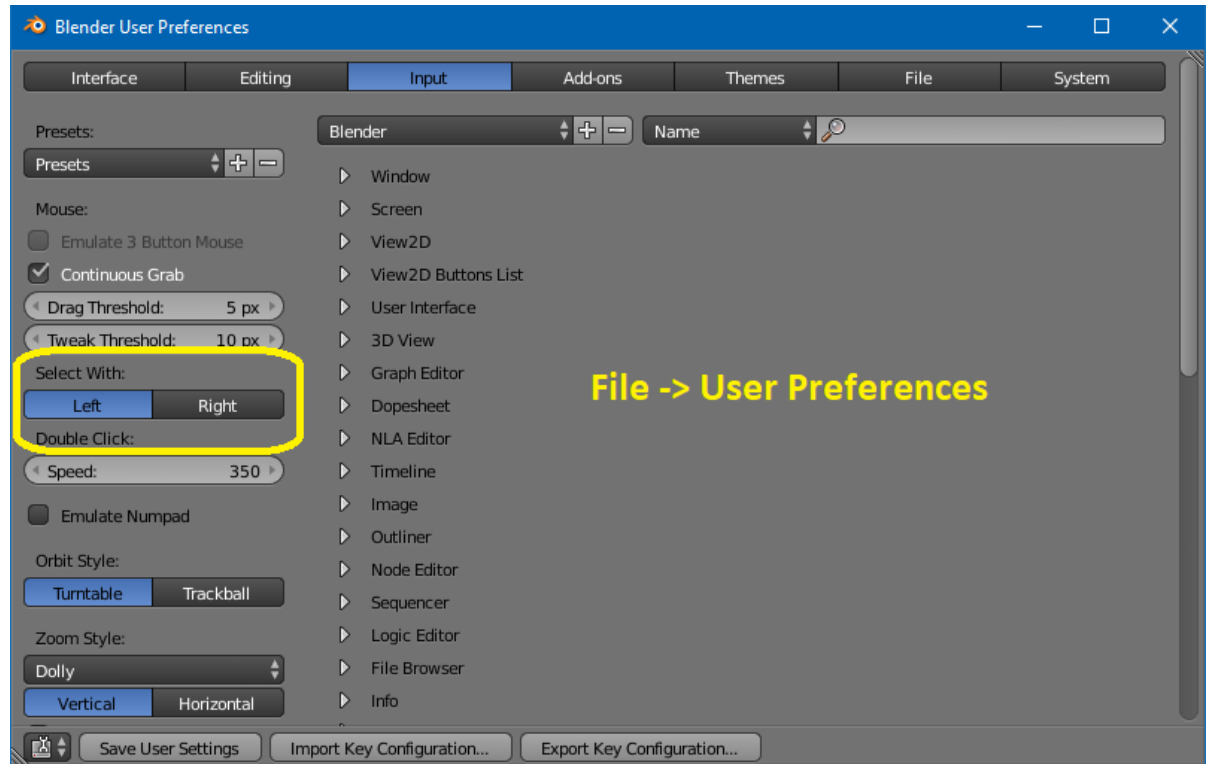 Blender User Preferences
Interface Editing Input Add-ons Themes File System
Presets:
Presets
Mouse:
Emulate 3 Button Mouse
Continuous Grab
Drag Threshold: 5 px
Tweak Threshold: 10 px
Select With:
Left Right
Double Click:
Speed: 350
Emulate Numpad
Orbit Style:
Turntable Trackball
Zoom Style:
Dolly
Vertical Horizontal
Blender Name
Window
Screen
View2D
View2D Buttons List
User Interface
3D View
Graph Editor
Dopesheet
NLA Editor
Timeline
Image
Outliner
Node Editor
Sequencer
Logic Editor
File Browser
Info
File -> User Preferences
Save User Settings Import Key Configuration... Export Key Configuration...